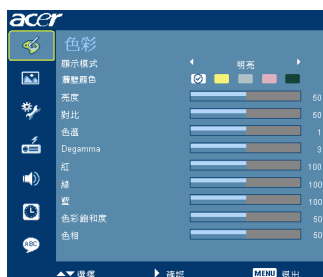 acer
色彩
顯示模式 明亮
牆壁顏色
亮度 50
對比 50
色溫 1
Degamma 3
紅 100
綠 100
藍 100
色彩飽和度 50
色相 50
ABC
選擇 確認 MENU 選出